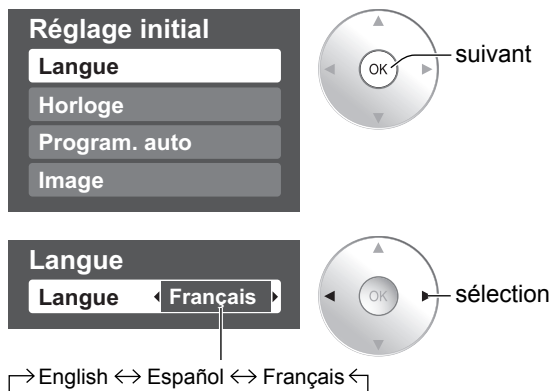 Réglage initial
Langue
OK
suivant
Horloge
Program. auto
Image
Langue
Langue Français
OK
sélection
English ↔ Español ↔ Français